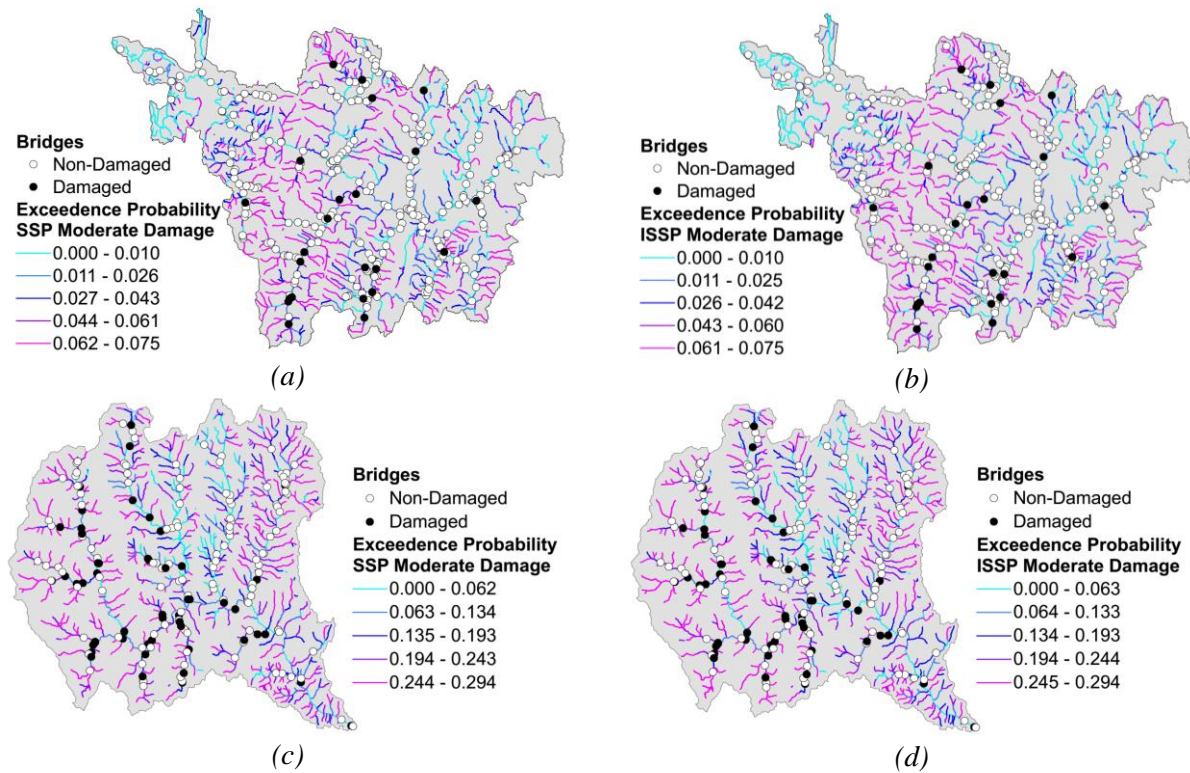 Bridges
Non-Damaged
Damaged
Exceedence Probability
SSP Moderate Damage
0.000 - 0.010
0.011 - 0.026
0.027 - 0.043
0.044 - 0.061
0.062 - 0.075
(a)
Bridges
Non-Damaged
Damaged
Exceedence Probability
ISSP Moderate Damage
0.000 - 0.010
0.011 - 0.025
0.026 - 0.042
0.043 - 0.060
0.061 - 0.075
(b)
Bridges
Non-Damaged
Damaged
Exceedence Probability
SSP Moderate Damage
0.000 - 0.062
0.063 - 0.134
0.135 - 0.193
0.194 - 0.243
0.244 - 0.294
(c)
Bridges
Non-Damaged
Damaged
Exceedence Probability
ISSP Moderate Damage
0.000 - 0.063
0.064 - 0.133
0.134 - 0.193
0.194 - 0.244
0.245 - 0.294
(d)